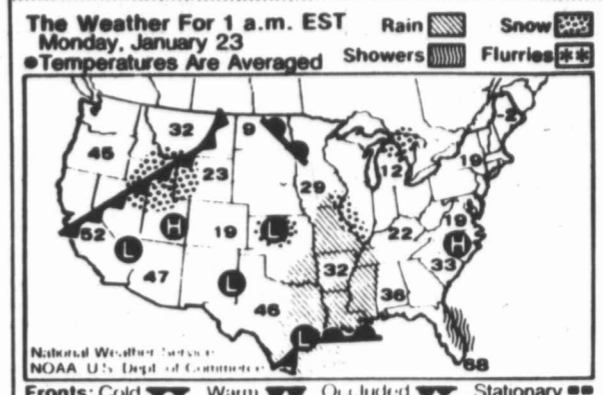 The Weather For 1 a.m. EST
Monday, January 23
●Temperatures Are Averaged
Rain Snow
Showers Flurries
32 9 -2
45 12 19
23 29
19
52 H 19 L 22 H
L 33
47 L 32
46 36
L
68
National Weather Service
NOAA U.S. Dept. of Commerce
Fronts: Cold Warm Occluded Stationary